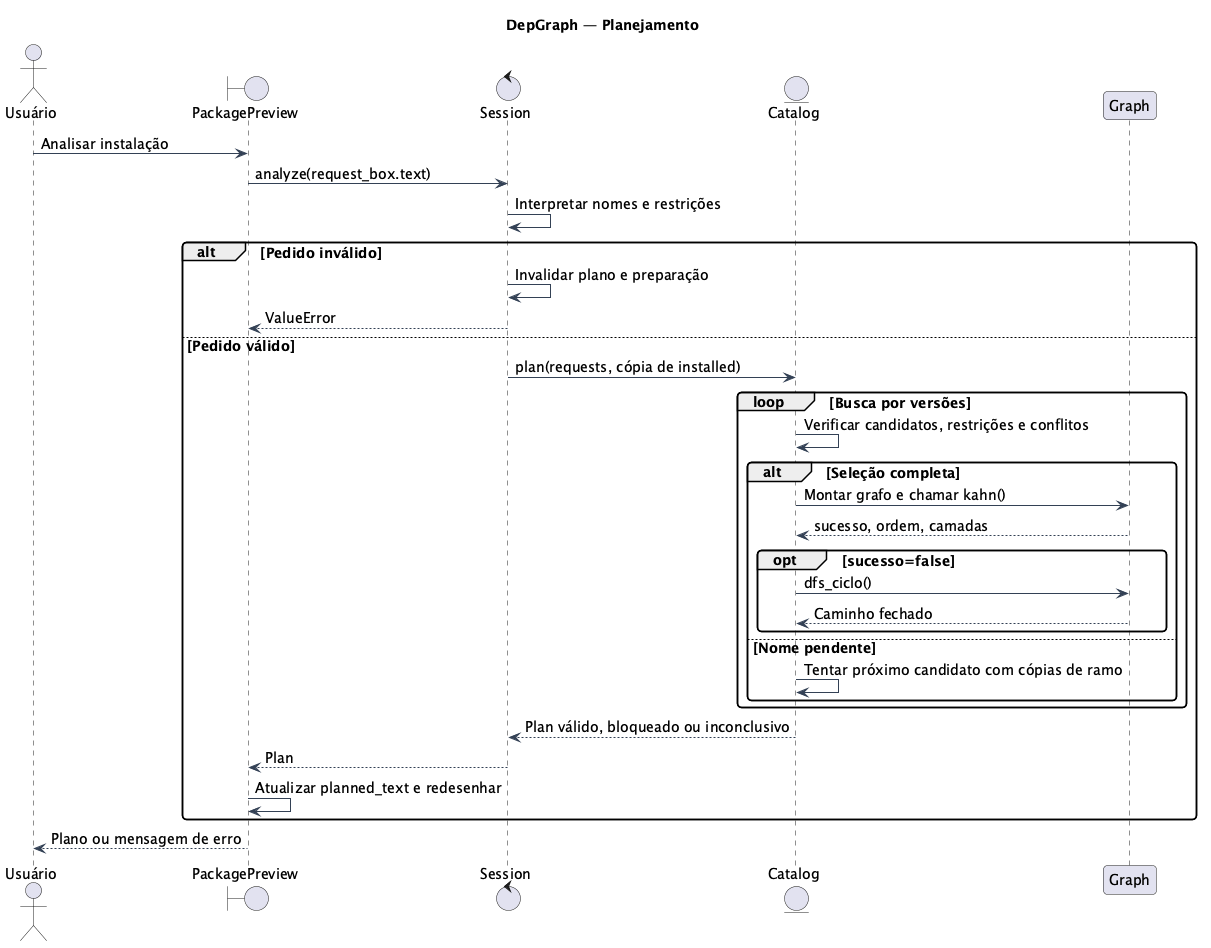 DepGraph — Planejamento
Usuário
PackagePreview
Session
Catalog
Graph
Analisar instalação
analyze(request_box.text)
Interpretar nomes e restrições
alt
[Pedido inválido]
Invalidar plano e preparação
ValueError
[Pedido válido]
plan(requests, cópia de installed)
loop
[Busca por versões]
Verificar candidatos, restrições e conflitos
alt
[Seleção completa]
Montar grafo e chamar kahn()
sucesso, ordem, camadas
opt
[sucesso=false]
dfs_ciclo()
Caminho fechado
[Nome pendente]
Tentar próximo candidato com cópias de ramo
Plan válido, bloqueado ou inconclusivo
Plan
Atualizar planned_text e redesenhar
Plano ou mensagem de erro
Usuário
PackagePreview
Session
Catalog
Graph